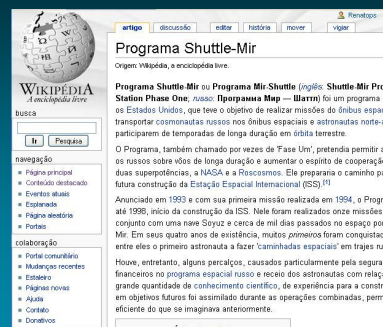 Renatops
artigo discussão editar história mover vigiar
Programa Shuttle-Mir
Origem: Wikipédia, a enciclopédia livre.
WIKIPÉDIA
A enciclopédia livre
busca
Ir Pesquisa
navegação
Página principal
Conteúdo destacado
Eventos atuais
Esplanada
Página aleatória
Portais
colaboração
Portal comunitário
Mudanças recentes
Estaleiro
Páginas novas
Ajuda
Contato
Donativos
Programa Shuttle-Mir ou Programa Mir-Shuttle (inglês: Shuttle-Mir Pro
Station Phase One; russo: Программа Мир — Шаттл) foi um programa
os Estados Unidos, que teve o objetivo de realizar missões do ônibus espac
transportar cosmonautas russos nos ônibus espaciais e astronautas norte-a
participarem de temporadas de longa duração em órbita terrestre.
O Programa, também chamado por vezes de 'Fase Um', pretendia permitir a
os russos sobre vôos de longa duração e aumentar o espírito de cooperaçã
duas superpotências, a NASA e a Roscosmos. Ele prepararia o caminho pa
futura construção da Estação Espacial Internacional (ISS).[1]
Anunciado em 1993 e com sua primeira missão realizada em 1994, o Progr
até 1998, início da construção da ISS. Nele foram realizados onze missões
conjunto com uma nave Soyuz e cerca de mil dias passados no espaço por
Mir. Em seus quatro anos de existência, muitos primeiros foram conquistad
entre eles o primeiro astronauta a fazer 'caminhadas espaciais' em trajes ru
Houve, entretanto, alguns percalços, causados particularmente pela segura
financeiros no programa espacial russo e receio dos astronautas com relaç
grande quantidade de conhecimento científico, de experiência para a constr
em objetivos futuros foi assimilado durante as operações combinadas, perm
eficiente do que se imaginava anteriormente.